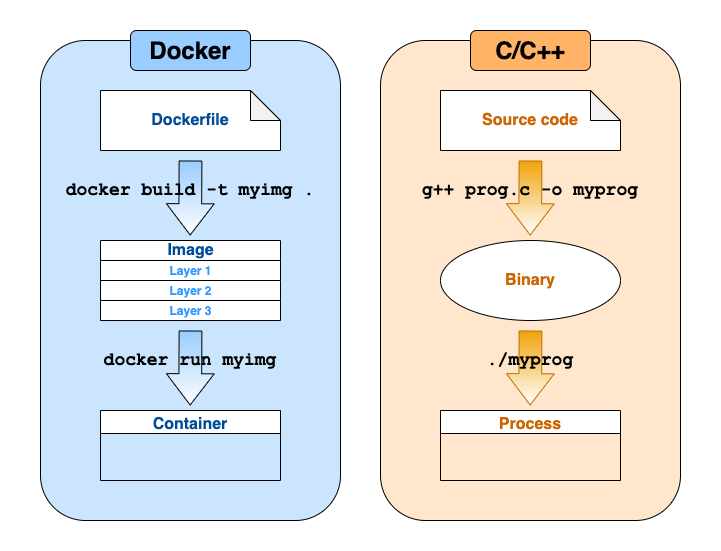 Docker
Dockerfile
docker build -t myimg .
Image
Layer 1
Layer 2
Layer 3
docker run myimg
Container
C/C++
Source code
g++ prog.c -o myprog
Binary
./myprog
Process